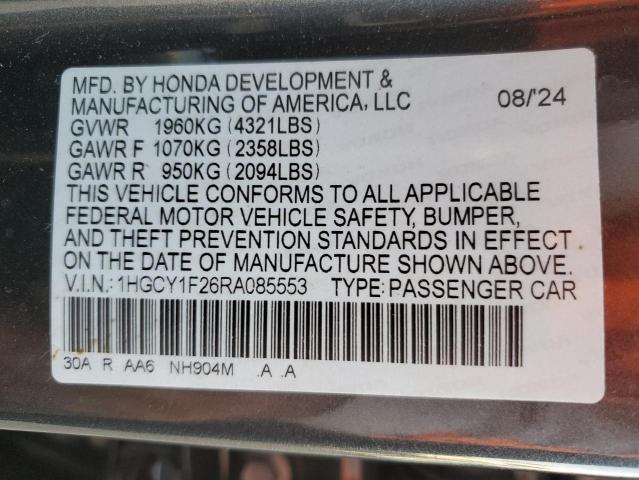 MFD. BY HONDA DEVELOPMENT &
MANUFACTURING OF AMERICA, LLC 08/'24
GVWR 1960KG (4321LBS)
GAWR F 1070KG (2358LBS)
GAWR R 950KG (2094LBS)
THIS VEHICLE CONFORMS TO ALL APPLICABLE
FEDERAL MOTOR VEHICLE SAFETY, BUMPER,
AND THEFT PREVENTION STANDARDS IN EFFECT
ON THE DATE OF MANUFACTURE SHOWN ABOVE.
V.I.N.: 1HGCY1F26RA085553 TYPE: PASSENGER CAR
30A R AA6 NH904M .A .A